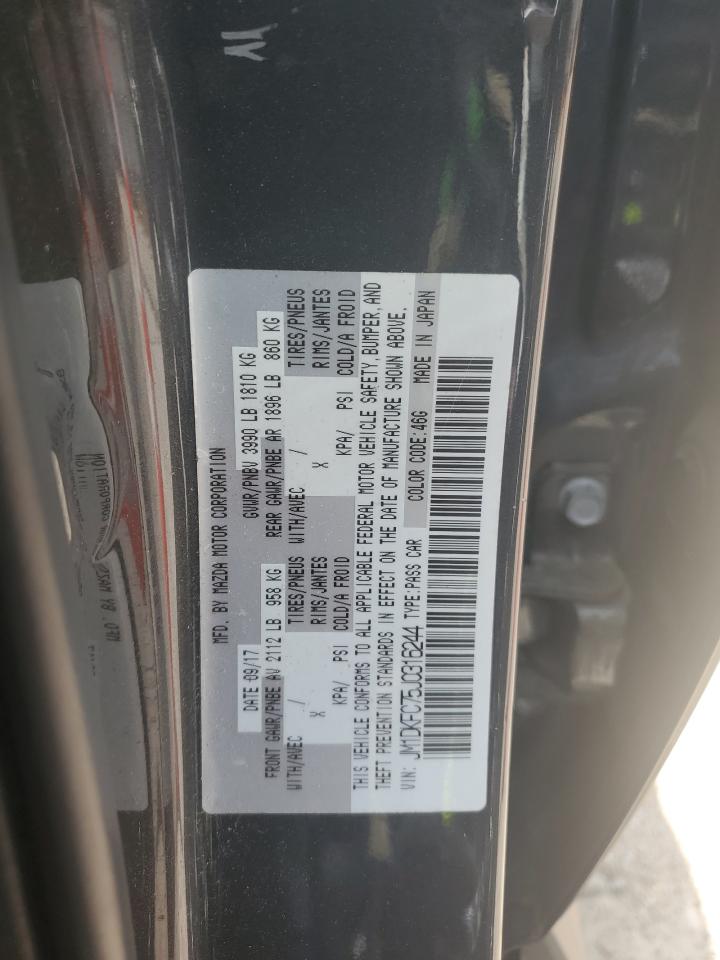 MFD. BY MAZDA MOTOR CORPORATION
DATE 09/17 GVWR/PNBV 3990 LB 1810 KG
FRONT GAWR/PNBE AV 2112 LB 958 KG REAR GAWR/PNBE AR 1896 LB 860 KG
WITH/AVEC / TIRES/PNEUS WITH/AVEC / TIRES/PNEUS
X RIMS/JANTES X RIMS/JANTES
KPA/ PSI COLD/A FROID KPA/ PSI COLD/A FROID
THIS VEHICLE CONFORMS TO ALL APPLICABLE FEDERAL MOTOR VEHICLE SAFETY, BUMPER, AND
THEFT PREVENTION STANDARDS IN EFFECT ON THE DATE OF MANUFACTURE SHOWN ABOVE.
VIN: JM1DKFC75J0316244 TYPE:PASS CAR COLOR CODE:46G MADE IN JAPAN